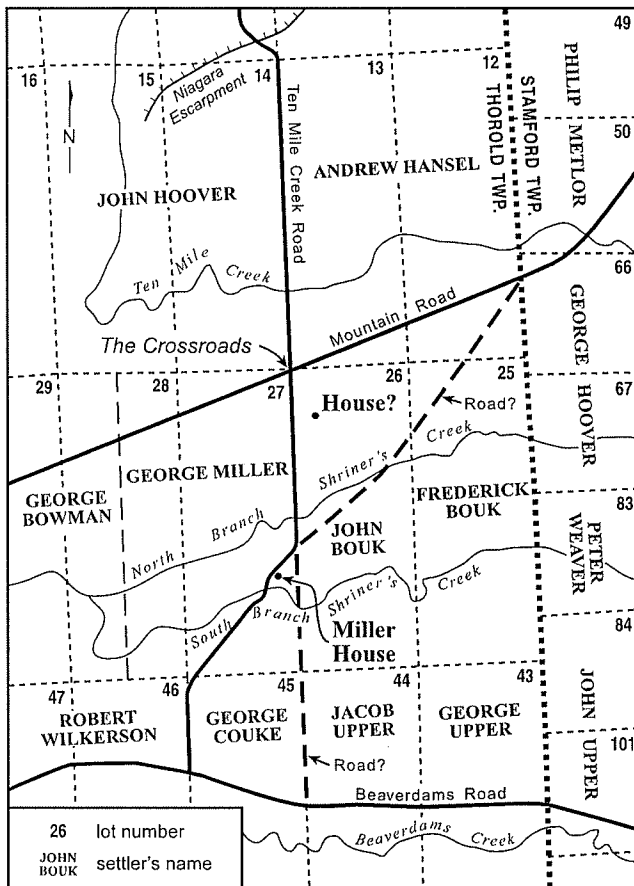 49
16
15
14
13
12
Niagara
Escarpment
N
Ten Mile Creek Road
THOROLD TWP.
STAMFORD TWP.
PHILIP METLOR
50
JOHN HOOVER
ANDREW HANSEL
Ten Mile Creek
66
Mountain Road
The Crossroads
29
28
27
26
25
67
House?
Road?
GEORGE HOOVER
GEORGE MILLER
GEORGE
BOWMAN
North Branch Shriner's Creek
FREDERICK
BOUK
83
JOHN
BOUK
PETER
WEAVER
South Branch Shriner's Creek
Miller
House
84
47
46
45
44
43
ROBERT
WILKERSON
GEORGE
COUKE
JACOB
UPPER
GEORGE
UPPER
JOHN UPPER
101
Road?
Beaverdams Road
Beaverdams Creek
26 lot number
JOHN
BOUK settler's name